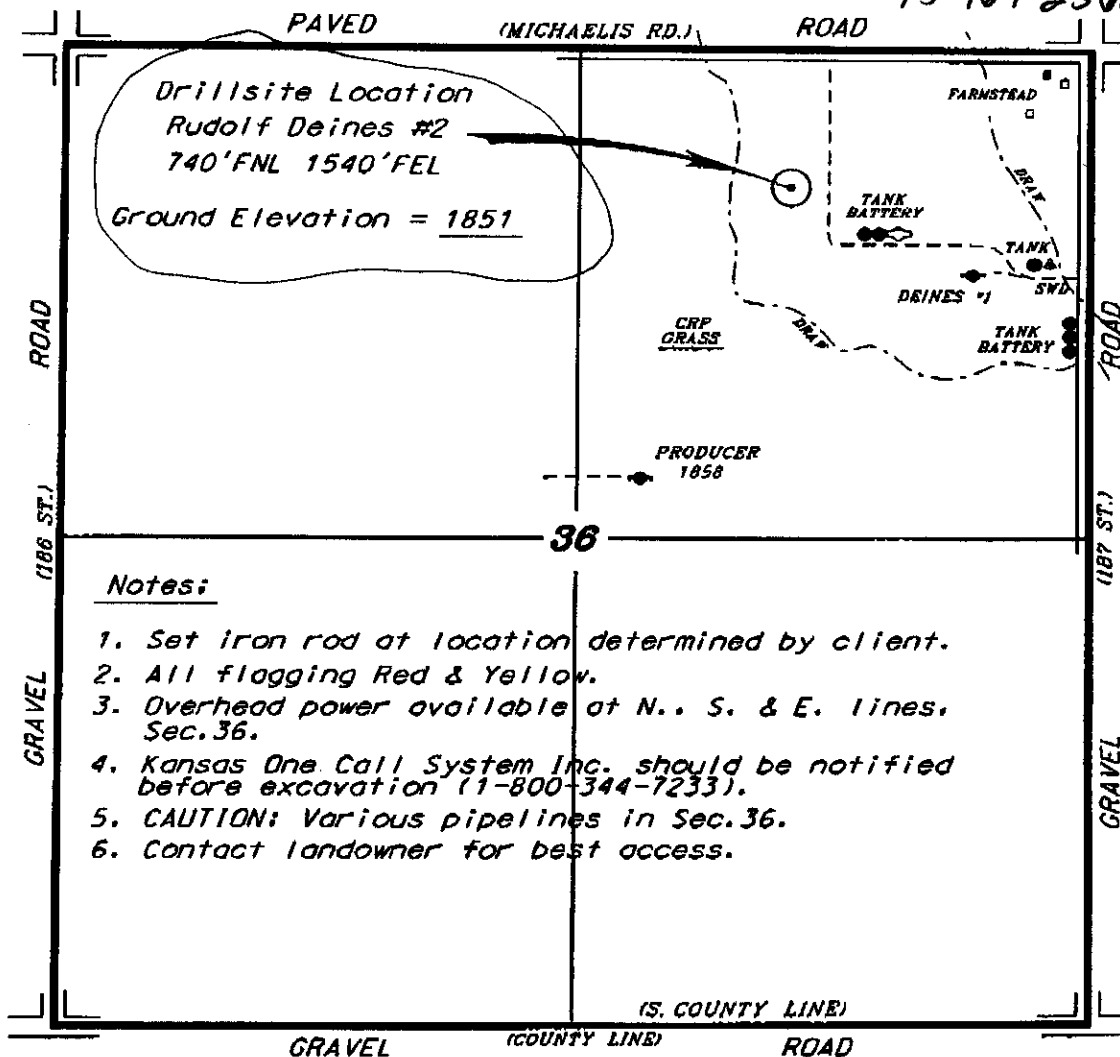 PAVED (MICHAELIS RD.) ROAD
Drillsite Location
Rudolf Deines #2
740'FNL 1540'FEL
Ground Elevation = 1851
FARMSTEAD
DRAW
TANK
BATTERY
TANK
SWD
DEINES #1
TANK
BATTERY
CRP
GRASS
DRAW
PRODUCER
1858
36
ROAD
(186 ST.)
GRAVEL
ROAD
(187 ST.)
GRAVEL
Notes:
1. Set iron rod at location determined by client.
2. All flagging Red & Yellow.
3. Overhead power available at N., S. & E. lines,
Sec.36.
4. Kansas One Call System Inc. should be notified
before excavation (1-800-344-7233).
5. CAUTION: Various pipelines in Sec.36.
6. Contact landowner for best access.
(S. COUNTY LINE)
GRAVEL (COUNTY LINE) ROAD